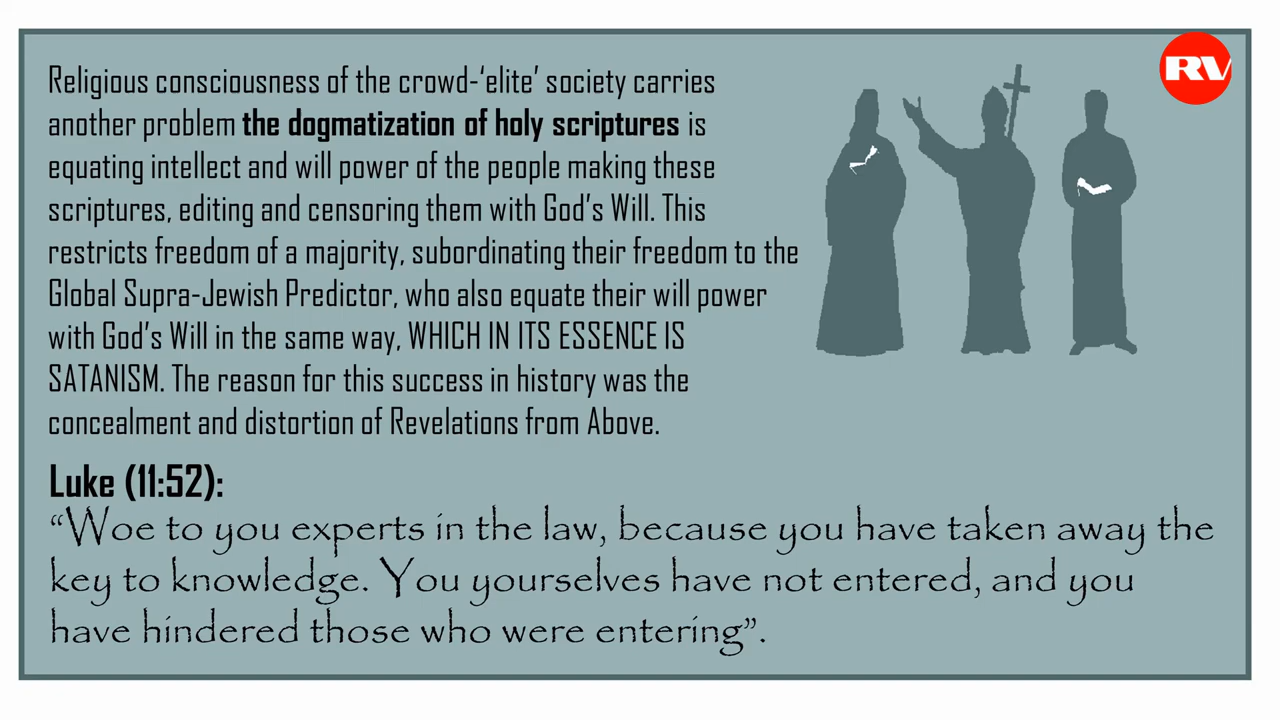 RV
Religious consciousness of the crowd-‘elite’ society carries
another problem the dogmatization of holy scriptures is
equating intellect and will power of the people making these
scriptures, editing and censoring them with God’s Will. This
restricts freedom of a majority, subordinating their freedom to the
Global Supra-Jewish Predictor, who also equate their will power
with God’s Will in the same way, WHICH IN ITS ESSENCE IS
SATANISM. The reason for this success in history was the
concealment and distortion of Revelations from Above.
Luke (11:52):
“Woe to you experts in the law, because you have taken away the
key to knowledge. You yourselves have not entered, and you
have hindered those who were entering”.